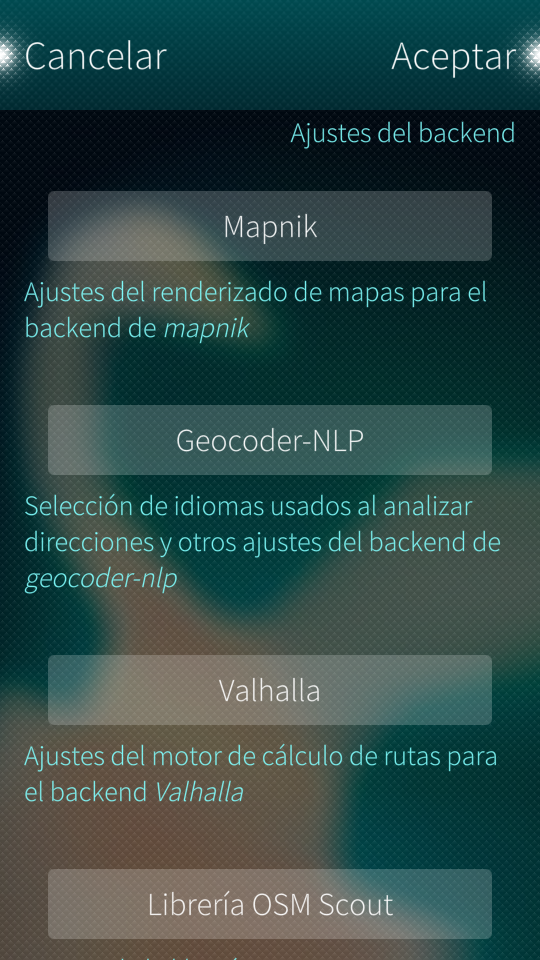 Cancelar
Aceptar
Ajustes del backend
Mapnik
Ajustes del renderizado de mapas para el
backend de mapnik
Geocoder-NLP
Selección de idiomas usados al analizar
direcciones y otros ajustes del backend de
geocoder-nlp
Valhalla
Ajustes del motor de cálculo de rutas para
el backend Valhalla
Librería OSM Scout